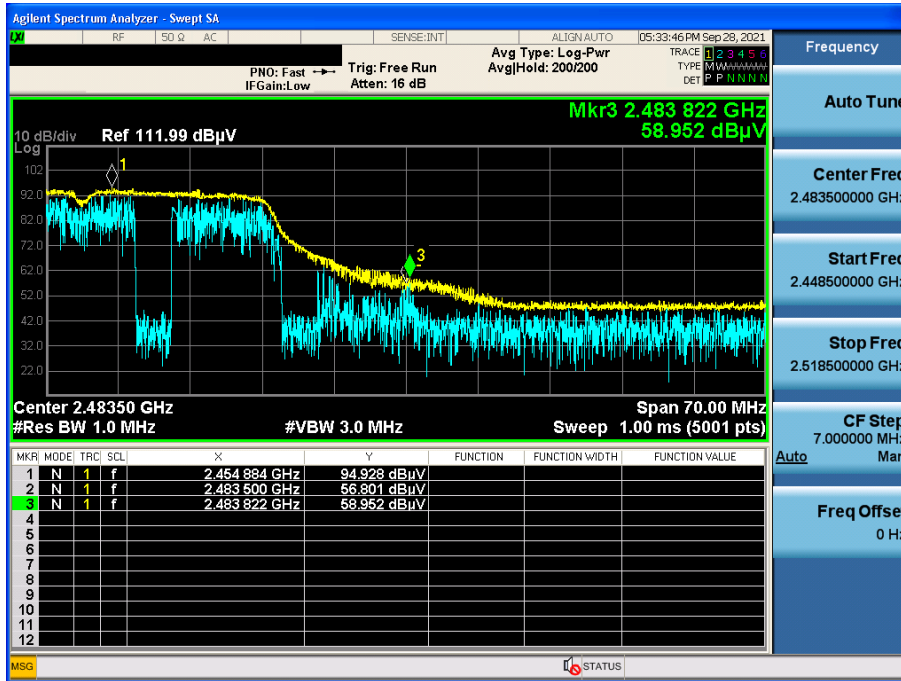 Agilent Spectrum Analyzer - Swept SA
LXI RF 50 Ω AC SENSE:INT ALIGN AUTO 05:33:46 PM Sep 28, 2021
PNO: Fast Trig: Free Run Avg Type: Log-Pwr TRACE 1 2 3 4 5 6
IFGain:Low Atten: 16 dB Avg|Hold: 200/200 TYPE MWWWWW
DET P P N N N N
Mkr3 2.483 822 GHz
58.952 dBµV
10 dB/div Ref 111.99 dBµV
Log
102
92.0
82.0
72.0
62.0
52.0
42.0
32.0
22.0
1
3
Center 2.48350 GHz Span 70.00 MHz
#Res BW 1.0 MHz #VBW 3.0 MHz Sweep 1.00 ms (5001 pts)
MKR MODE TRC SCL X Y FUNCTION FUNCTION WIDTH FUNCTION VALUE
1 N 1 f 2.454 884 GHz 94.928 dBµV
2 N 1 f 2.483 500 GHz 56.801 dBµV
3 N 1 f 2.483 822 GHz 58.952 dBµV
4
5
6
7
8
9
10
11
12
MSG STATUS
Frequency
Auto Tune
Center Freq
2.483500000 GHz
Start Freq
2.448500000 GHz
Stop Freq
2.518500000 GHz
CF Step
7.000000 MHz
Auto Man
Freq Offset
0 Hz